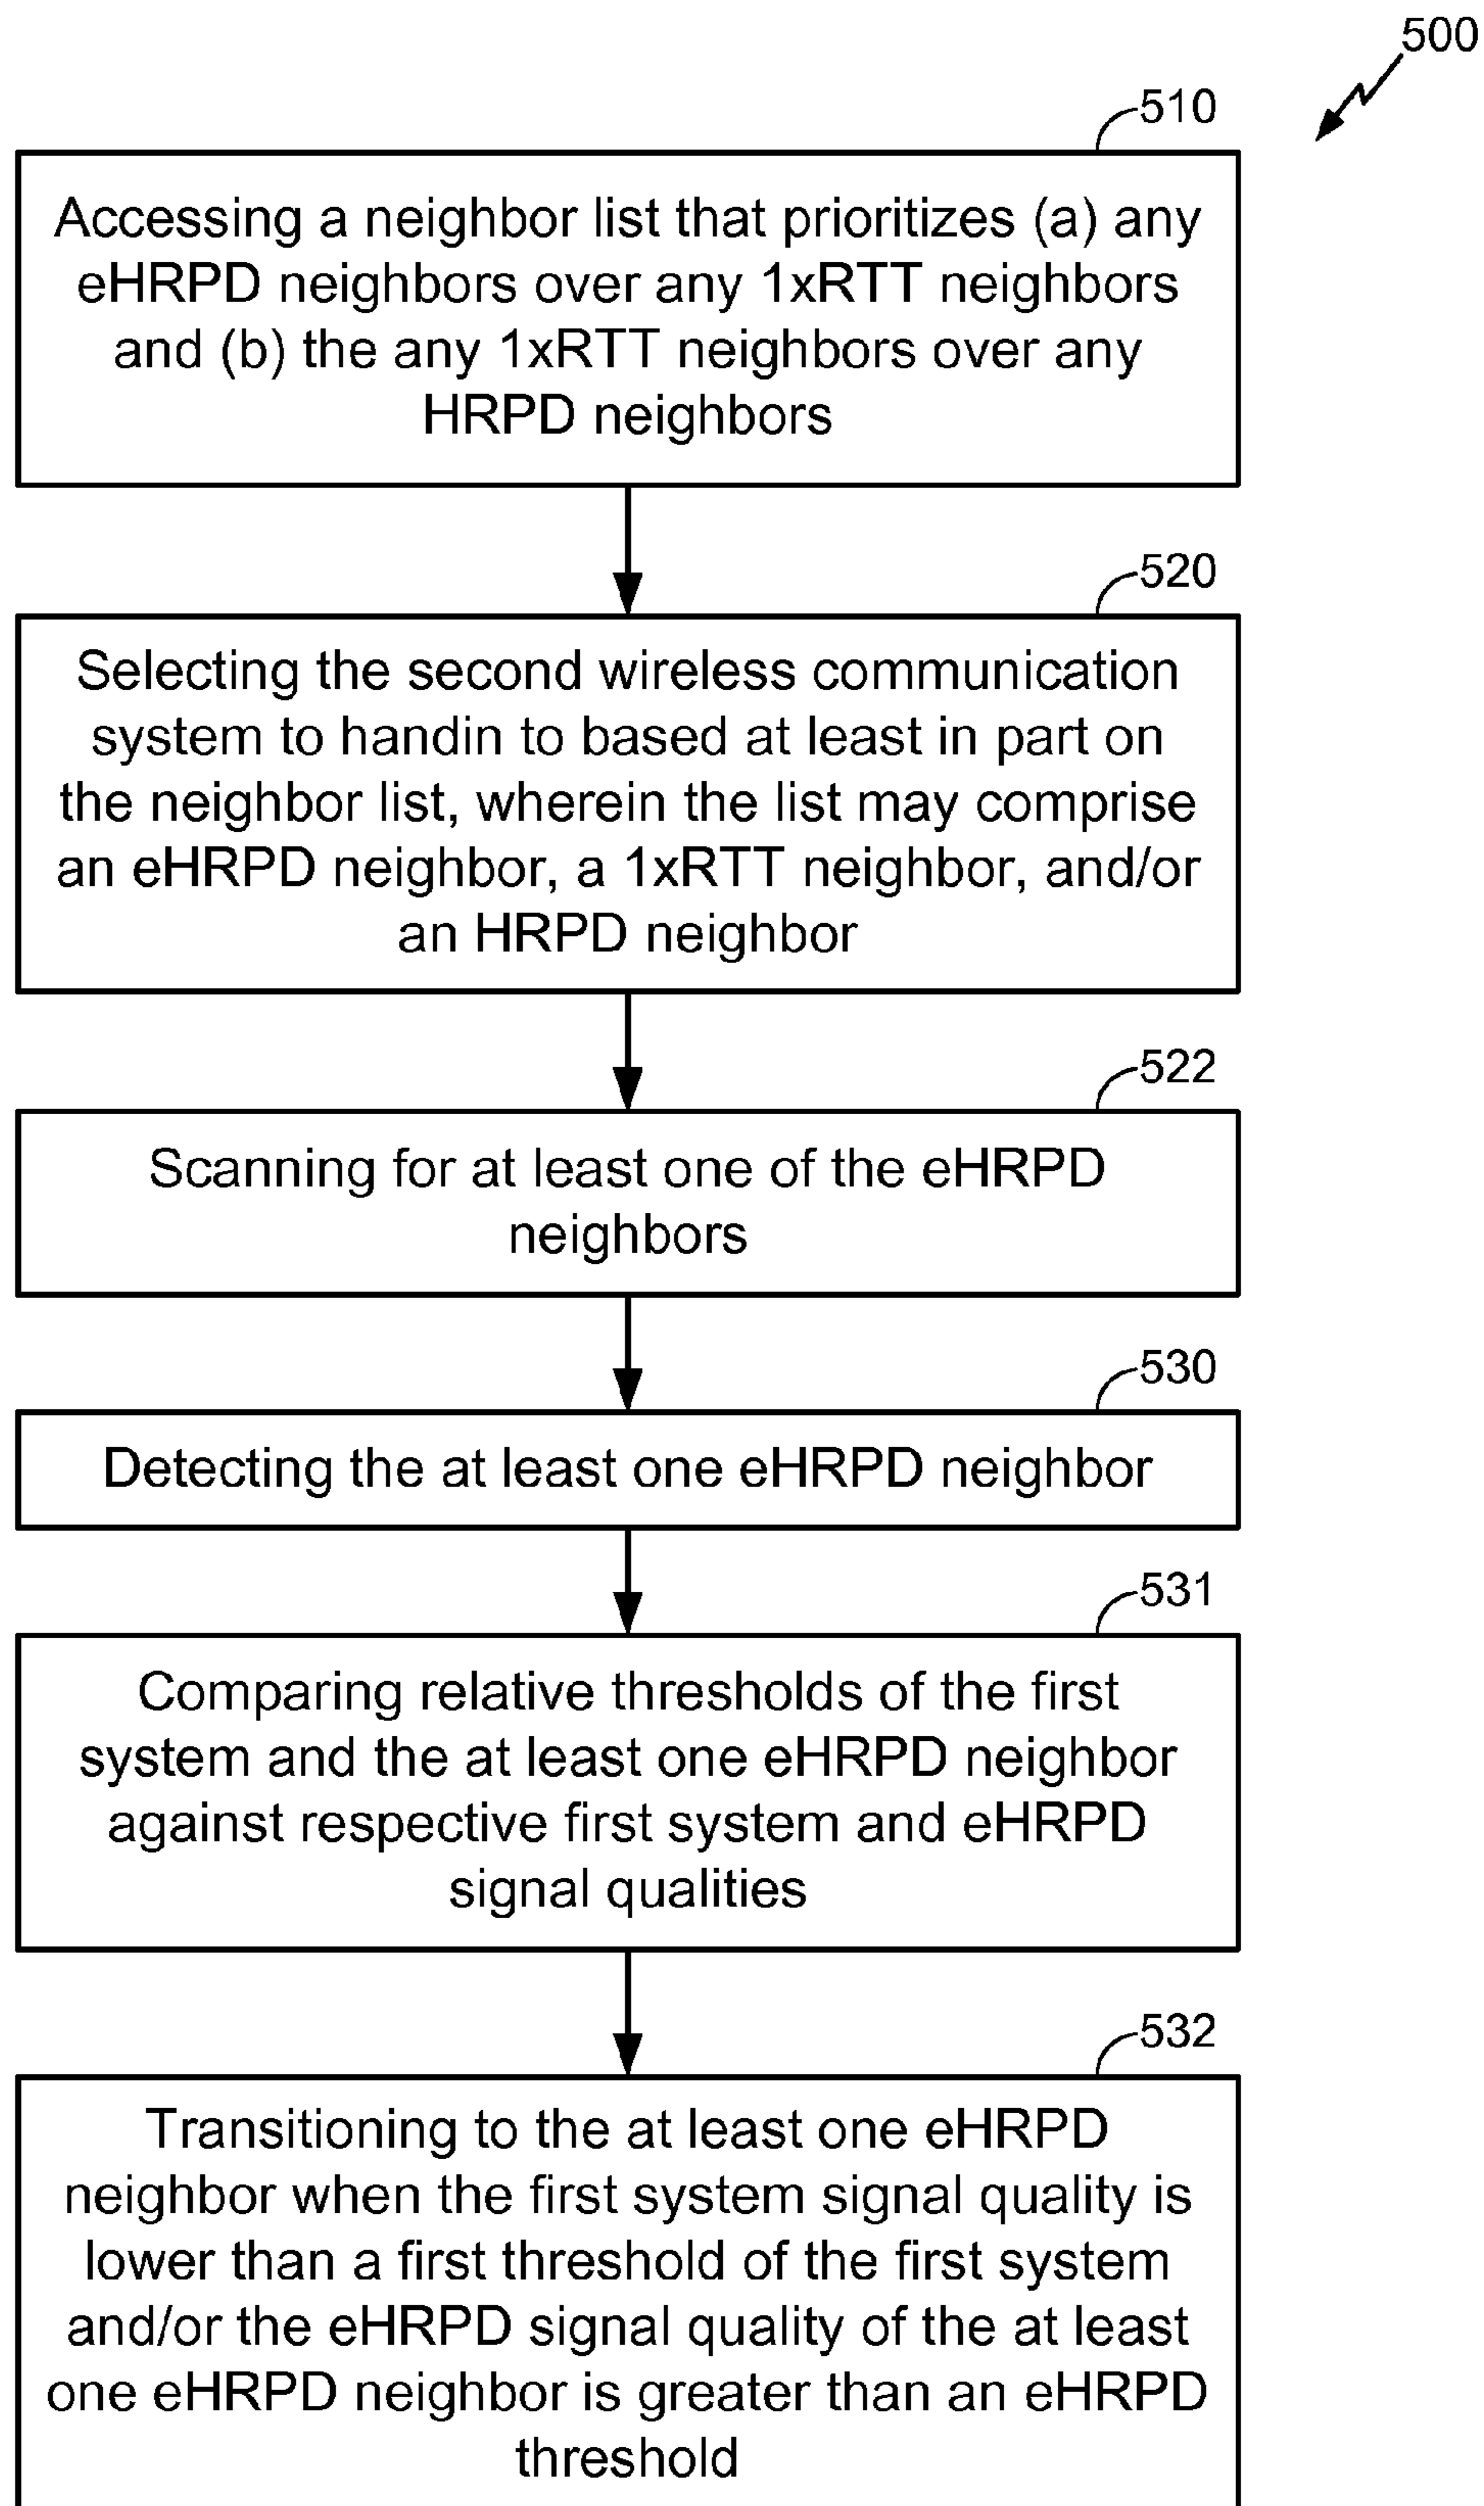 500
510
Accessing a neighbor list that prioritizes (a) any
eHRPD neighbors over any 1xRTT neighbors
and (b) the any 1xRTT neighbors over any
HRPD neighbors
520
Selecting the second wireless communication
system to handin to based at least in part on
the neighbor list, wherein the list may comprise
an eHRPD neighbor, a 1xRTT neighbor, and/or
an HRPD neighbor
522
Scanning for at least one of the eHRPD
neighbors
530
Detecting the at least one eHRPD neighbor
531
Comparing relative thresholds of the first
system and the at least one eHRPD neighbor
against respective first system and eHRPD
signal qualities
532
Transitioning to the at least one eHRPD
neighbor when the first system signal quality is
lower than a first threshold of the first system
and/or the eHRPD signal quality of the at least
one eHRPD neighbor is greater than an eHRPD
threshold